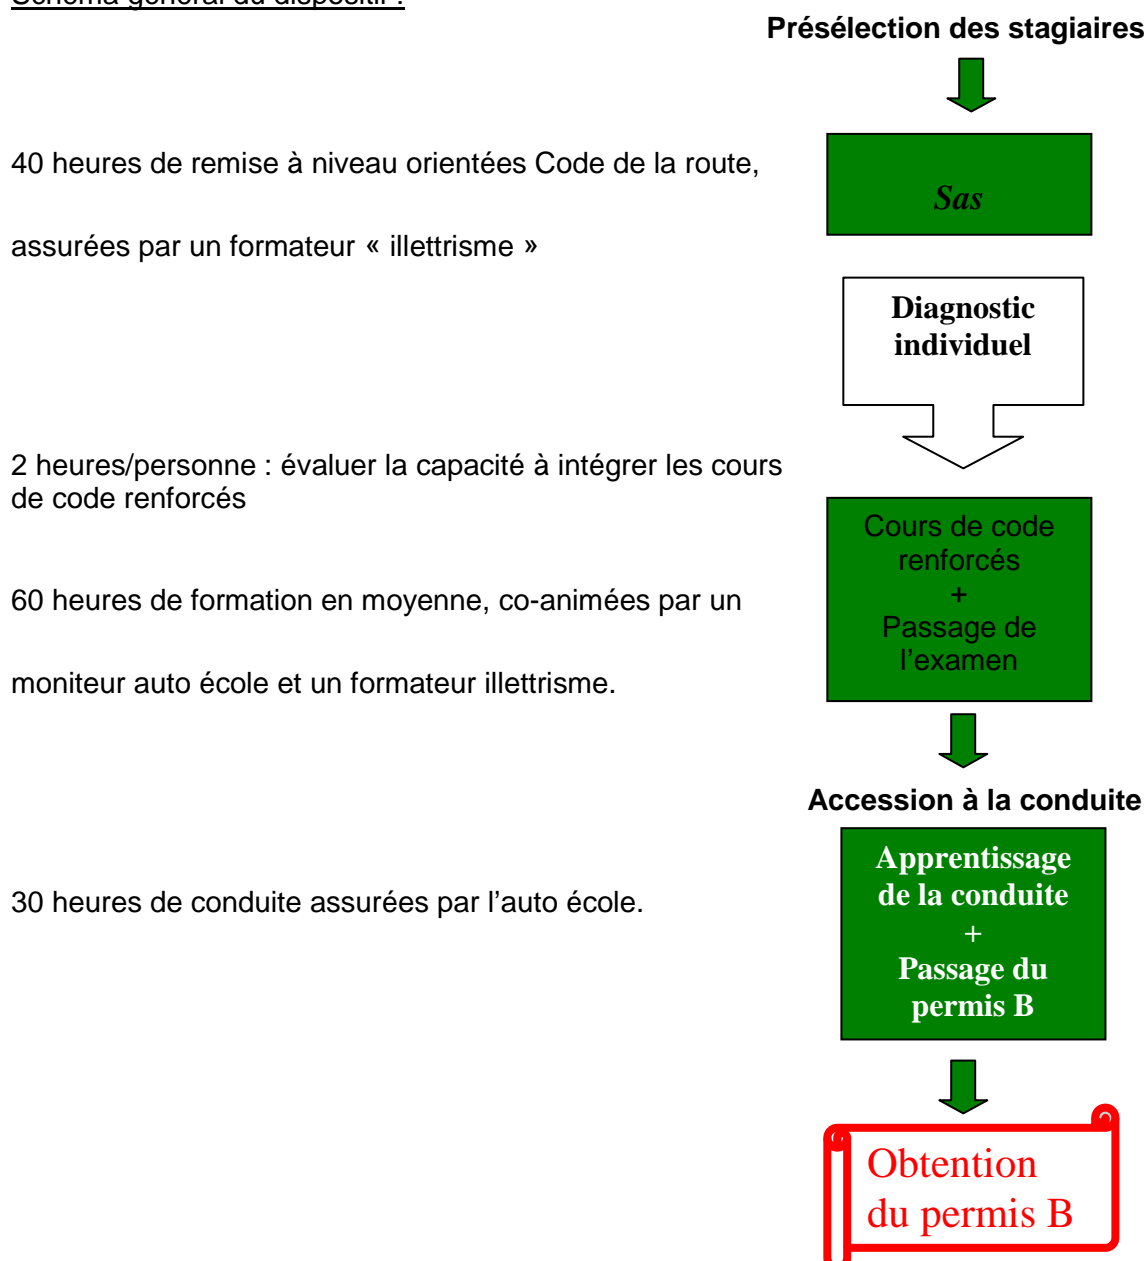 Schéma général du dispositif :
Présélection des stagiaires
40 heures de remise à niveau orientées Code de la route,
Sas
assurées par un formateur « illettrisme »
Diagnostic
individuel
2 heures/personne : évaluer la capacité à intégrer les cours
de code renforcés
Cours de code
renforcés
+
Passage de
l’examen
60 heures de formation en moyenne, co-animées par un
moniteur auto école et un formateur illettrisme.
Accession à la conduite
Apprentissage
de la conduite
+
Passage du
permis B
30 heures de conduite assurées par l’auto école.
Obtention
du permis B